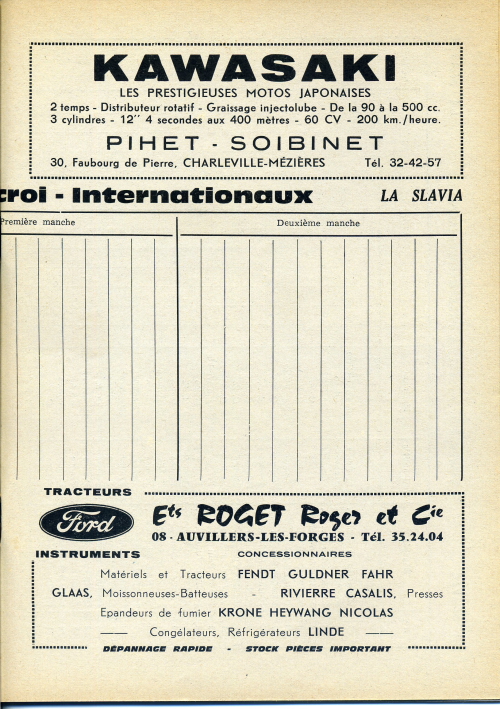 KAWASAKI
LES PRESTIGIEUSES MOTOS JAPONAISES
2 temps - Distributeur rotatif - Graissage injectolube - De la 90 à la 500 cc.
3 cylindres - 12'' 4 secondes aux 400 mètres - 60 CV - 200 km./heure.
PIHET - SOIBINET
30, Faubourg de Pierre, CHARLEVILLE-MÉZIÈRES Tél. 32-42-57
croi - Internationaux LA SLAVIA
Première manche Deuxième manche
TRACTEURS
Ford
Ets ROGET Roger et Cie
08 - AUVILLERS-LES-FORGES - Tél. 35.24.04
INSTRUMENTS CONCESSIONNAIRES
Matériels et Tracteurs FENDT GULDNER FAHR
GLAAS, Moissonneuses-Batteuses - RIVIERRE CASALIS, Presses
Epandeurs de fumier KRONE HEYWANG NICOLAS
—— Congélateurs, Réfrigérateurs LINDE ——
DÉPANNAGE RAPIDE - STOCK PIÈCES IMPORTANT